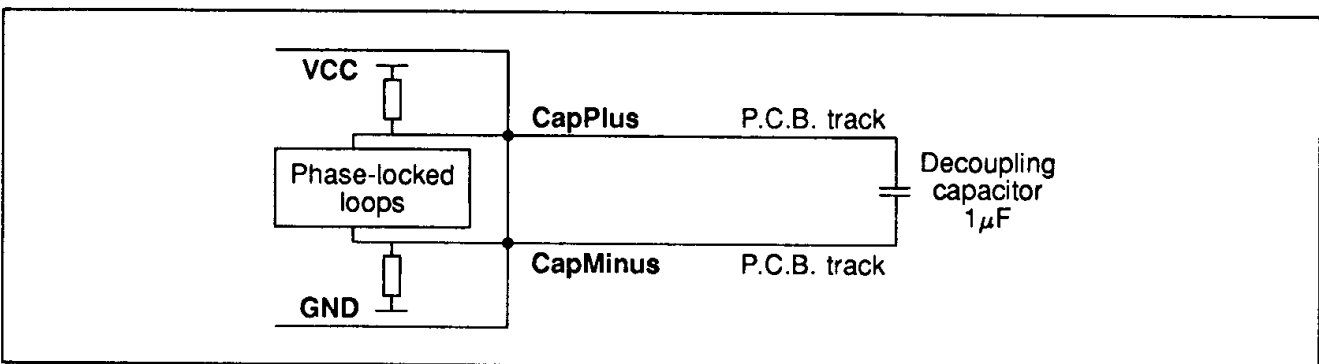 VCC
CapPlus
P.C.B. track
Phase-locked
loops
Decoupling
capacitor
1μF
CapMinus
P.C.B. track
GND